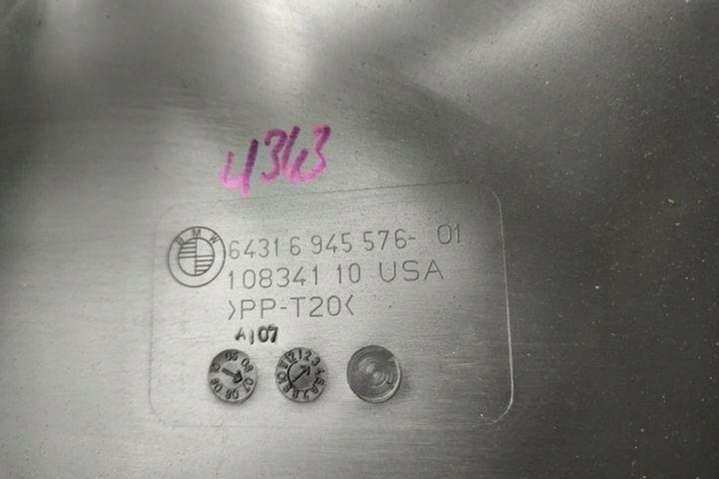 4363
BMW
6431 6 945 576- 01
108341 10 USA
>PP-T20<
A107